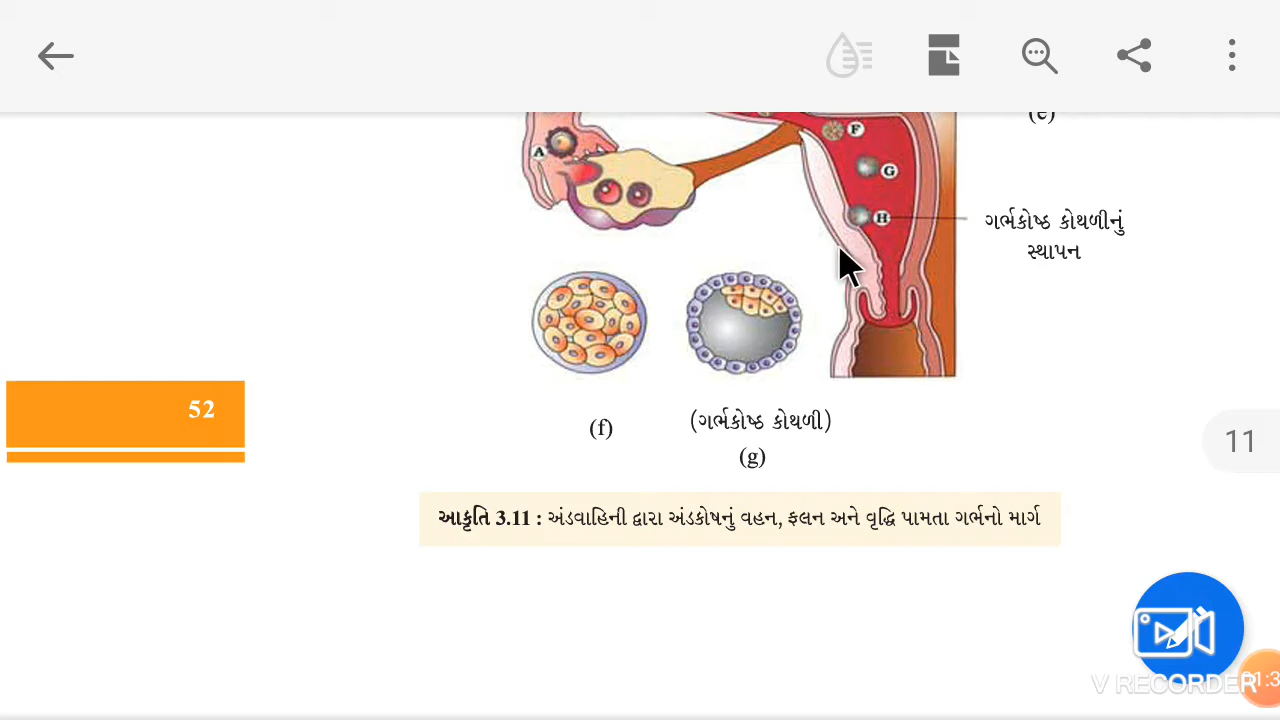 (e)
A
F
G
H
ગર્ભકોષ્ઠ કોથળીનું
સ્થાપન
52
(f)
(ગર્ભકોષ્ઠ કોથળી)
(g)
11
આકૃતિ 3.11 : અંડવાહિની દ્વારા અંડકોષનું વહન, ફલન અને વૃદ્ધિ પામતા ગર્ભનો માર્ગ
V RECORDER